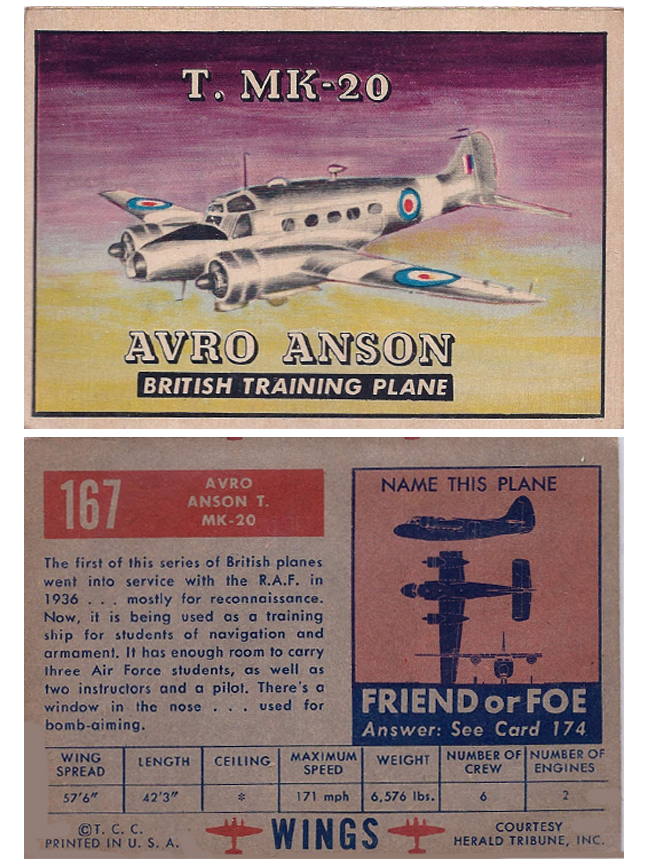 T. MK-20
AVRO ANSON
BRITISH TRAINING PLANE
167
AVRO
ANSON T.
MK-20
The first of this series of British planes
went into service with the R.A.F. in
1936 . . . mostly for reconnaissance.
Now, it is being used as a training
ship for students of navigation and
armament. It has enough room to carry
three Air Force students, as well as
two instructors and a pilot. There's a
window in the nose . . . used for
bomb-aiming.
NAME THIS PLANE
FRIEND or FOE
Answer: See Card 174
WING SPREAD LENGTH CEILING MAXIMUM SPEED WEIGHT NUMBER OF CREW NUMBER OF ENGINES
57'6" 42'3" * 171 mph 6,576 lbs. 6 2
©T. C. C.
PRINTED IN U. S. A.
WINGS
COURTESY
HERALD TRIBUNE, INC.